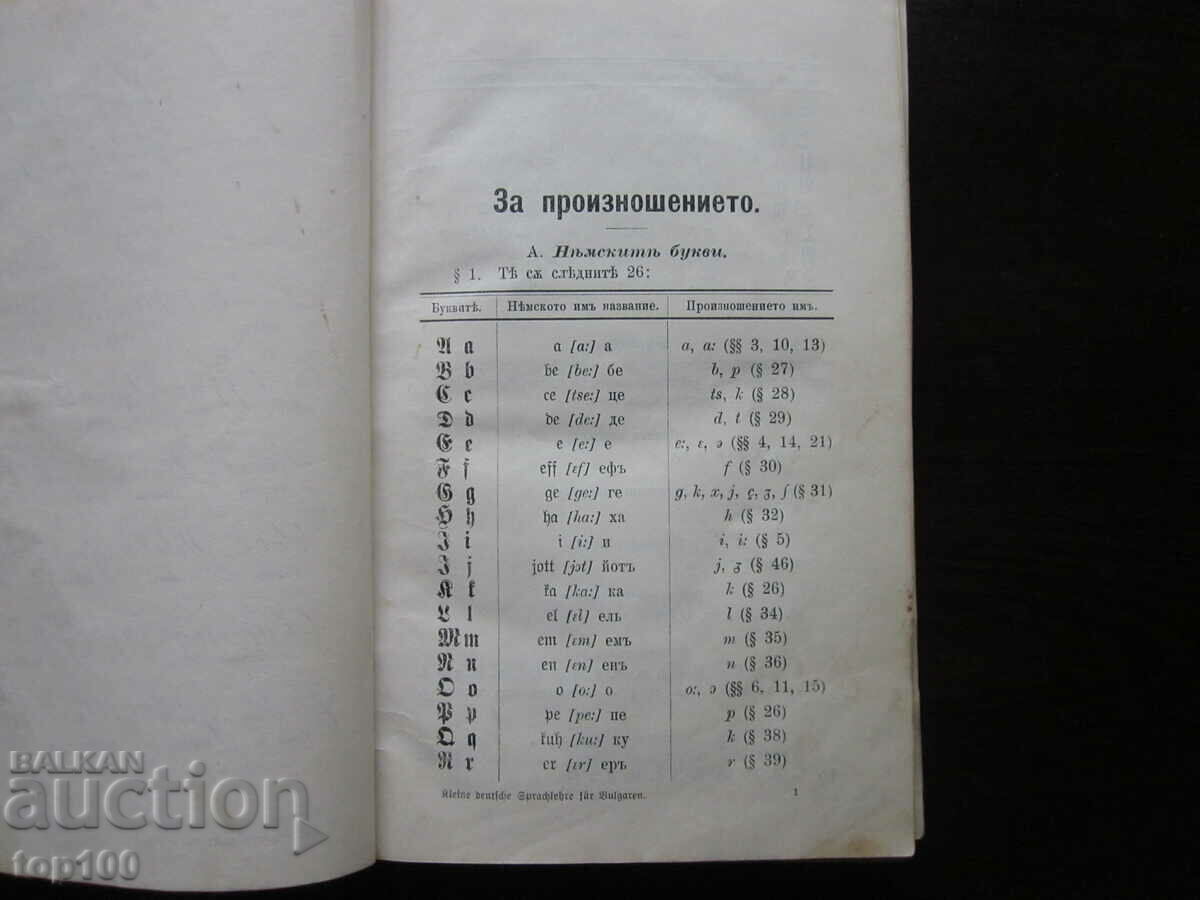 За произношението.
А. Нѣмскитѣ букви.
§ 1. Тѣ сѫ слѣднитѣ 26:
Буквитѣ. Нѣмското имъ название. Произношението имъ.
A a a [a:] а a, a: (§§ 3, 10, 13)
B b be [be:] бе b, p (§ 27)
C c ce [tse:] це ts, k (§ 28)
D d de [de:] де d, t (§ 29)
E e e [e:] е e:, ɛ, ə (§§ 4, 14, 21)
F f eff [ɛf] ефъ f (§ 30)
G g ge [ge:] ге g, k, x, j, ç, ʒ, ʃ (§ 31)
H h ha [ha:] ха h (§ 32)
I i i [i:] и i, i: (§ 5)
J j jott [jɔt] йотъ j, ʒ (§ 46)
K k ka [ka:] ка k (§ 26)
L l el [ɛl] ель l (§ 34)
M m em [ɛm] емъ m (§ 35)
N n en [ɛn] енъ n (§ 36)
O o o [o:] о o:, ɔ (§§ 6, 11, 15)
P p pe [pe:] пе p (§ 26)
Q q kuh [ku:] ку k (§ 38)
R r er [ɛr] еръ r (§ 39)
Kleine deutsche Sprachlehre für Bulgaren. 1
BALKAN
auction
top100